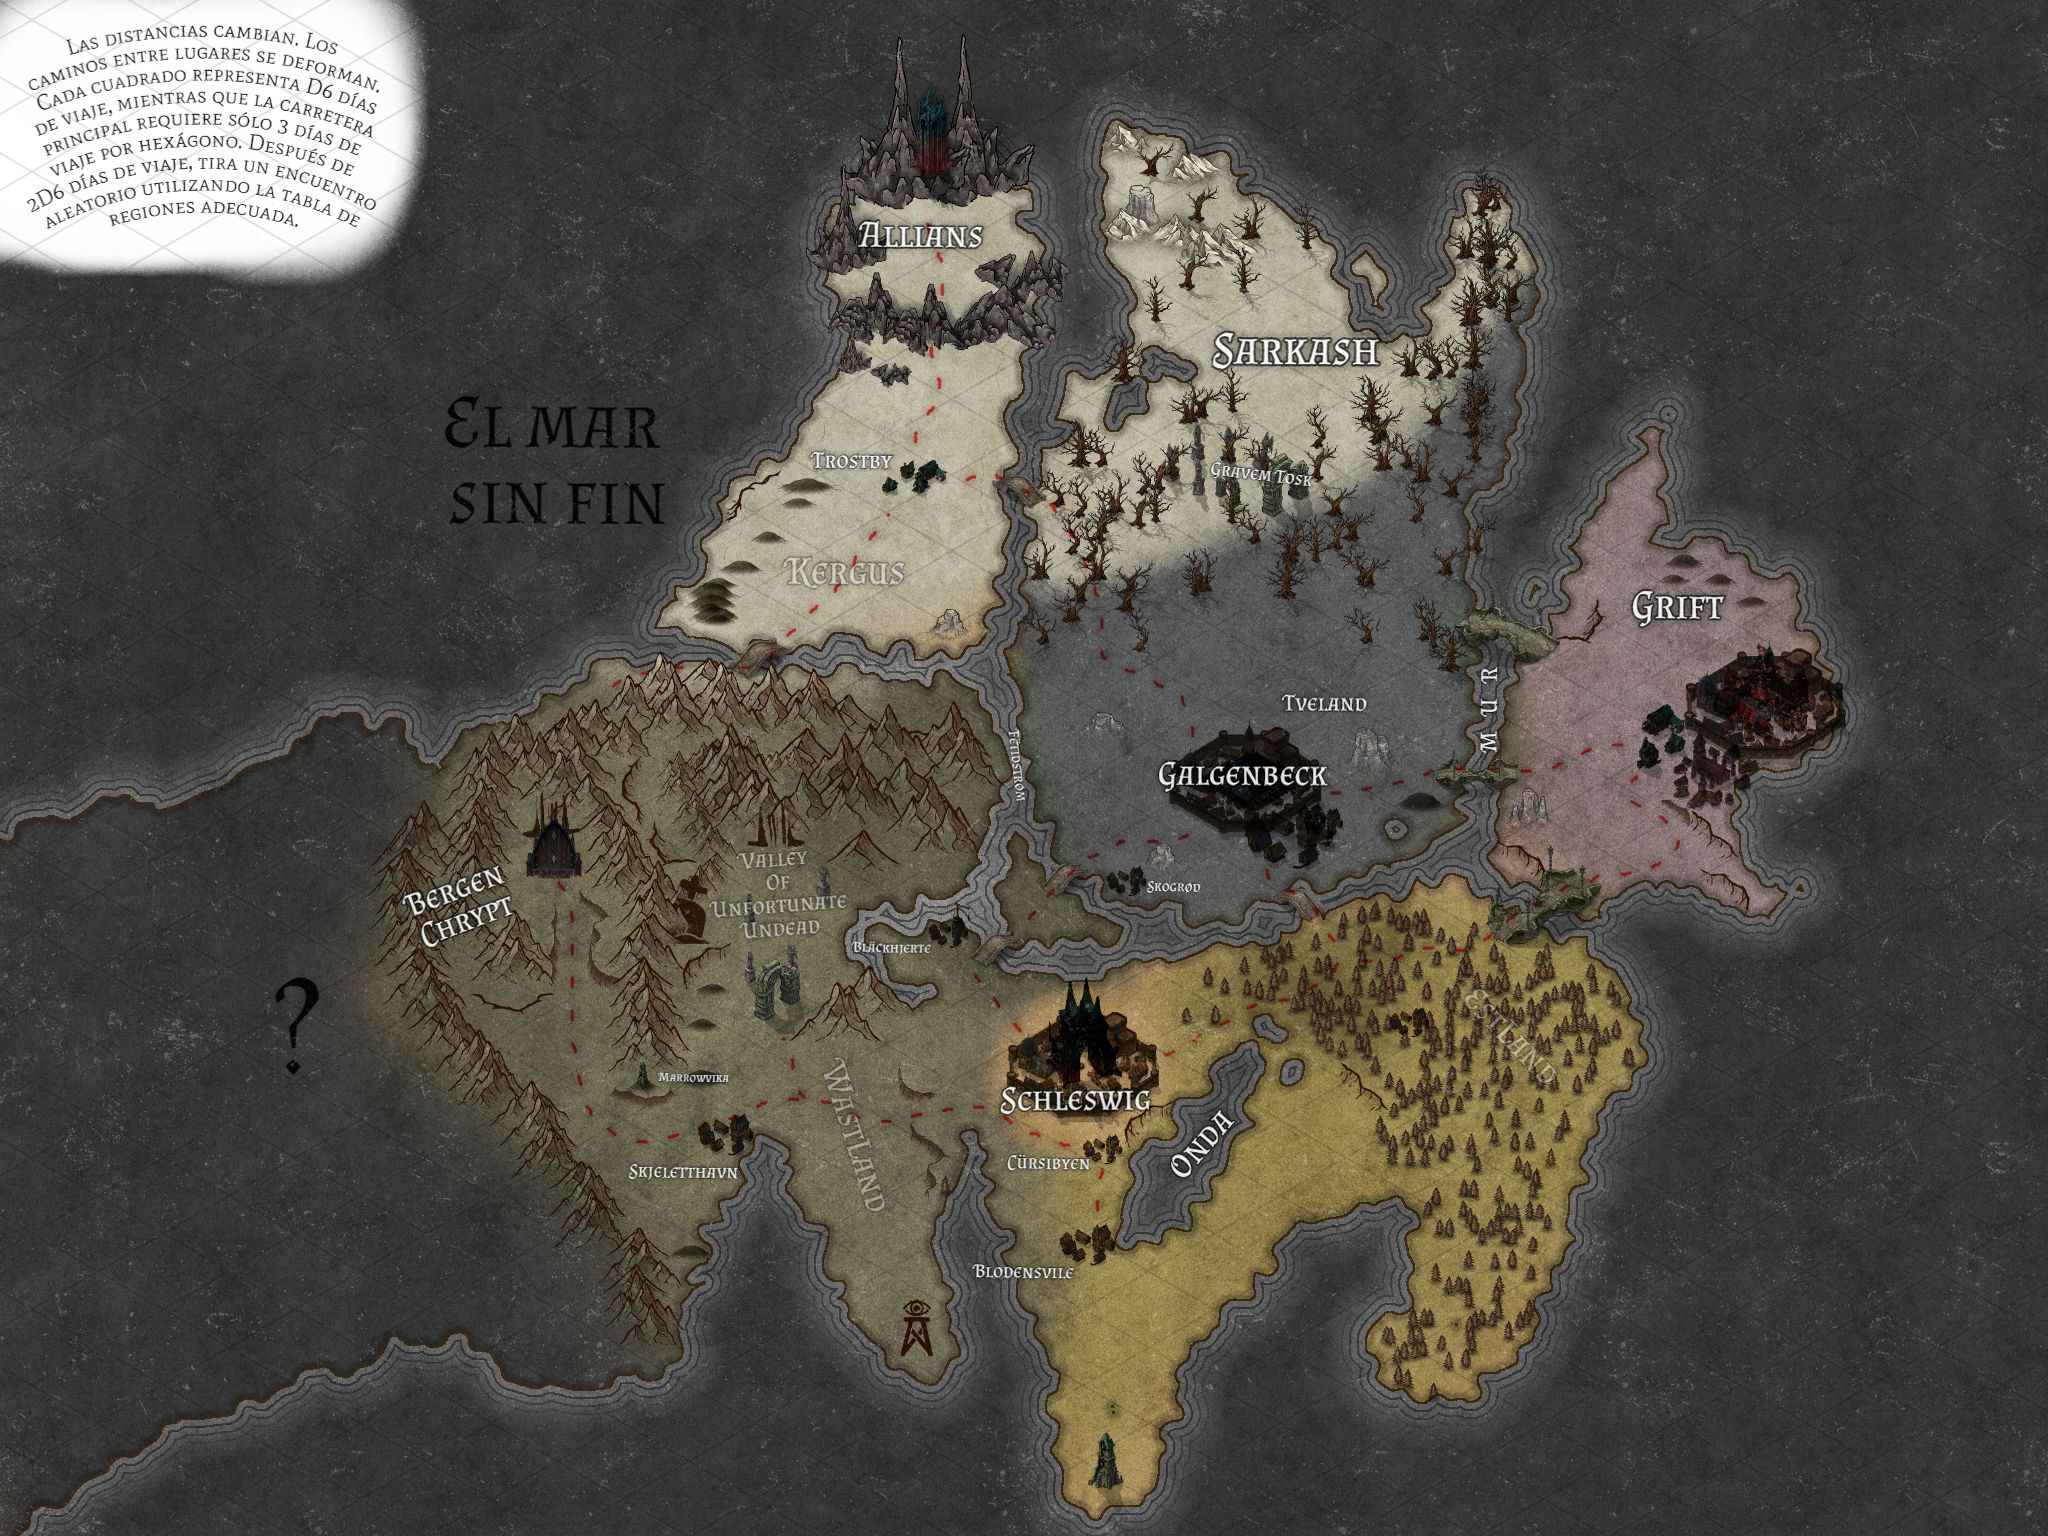 Las distancias cambian. Los
caminos entre lugares se deforman.
Cada cuadrado representa D6 días
de viaje, mientras que la carretera
principal requiere sólo 3 días de
viaje por hexágono. Después de
2D6 días de viaje, tira un encuentro
aleatorio utilizando la tabla de
regiones adecuada.
Allians
Sarkash
El mar
sin fin
Trostby
Gravem Tosk
Kergus
Grift
Mur
Tveland
Fetidstrom
Galgenbeck
Valley
Of
Unfortunate
Undead
Bergen
Chrypt
Skogrød
Bläckhjerte
?
Estland
Marrowvika
Wastland
Schleswig
Onda
Skjeletthavn
Cürsibyen
Blodensvile